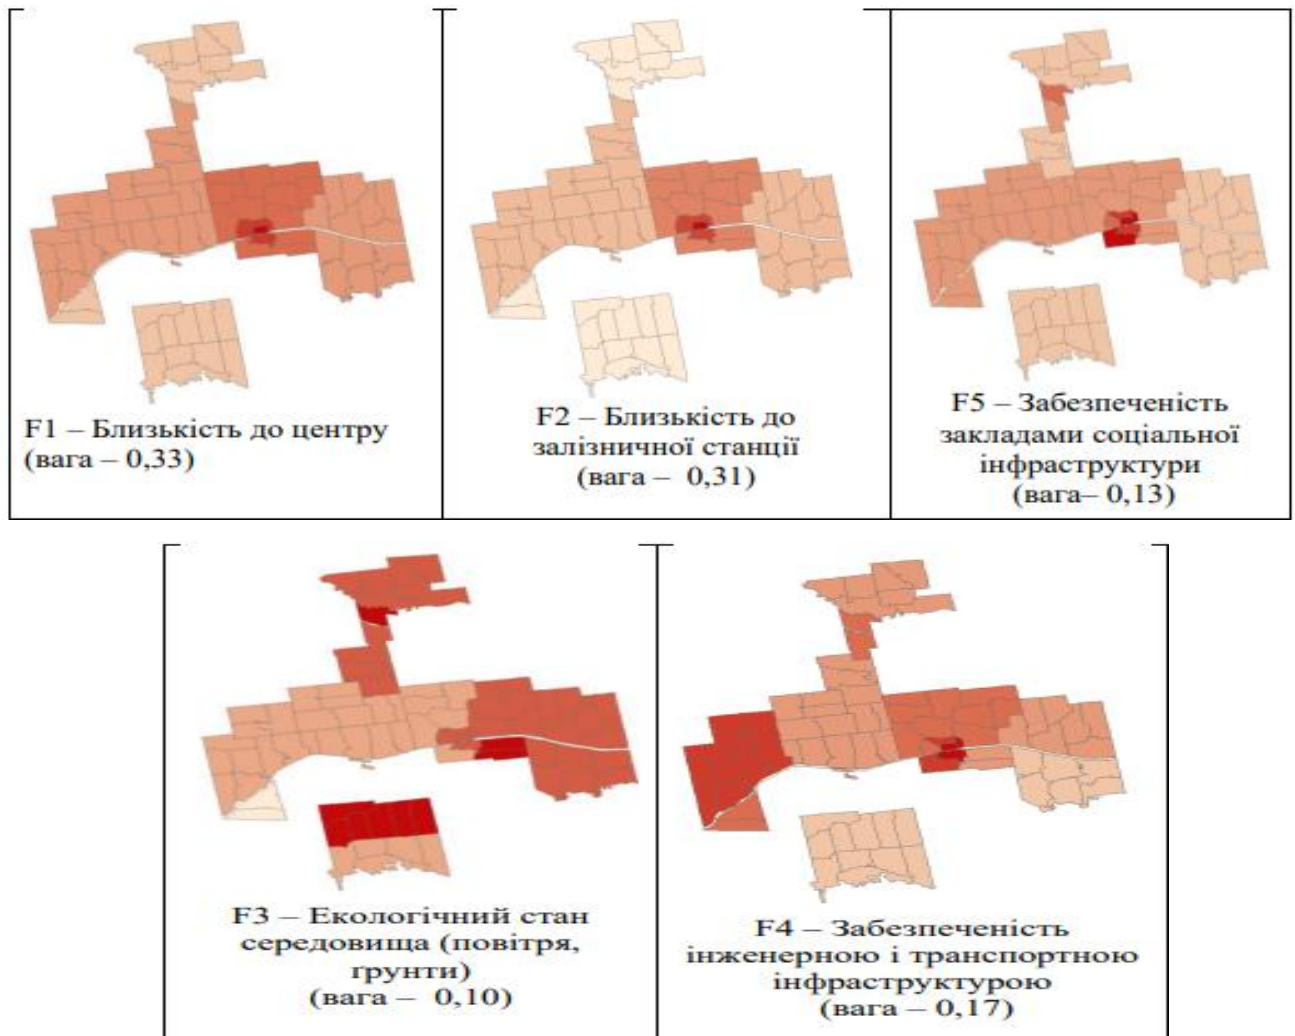 F1 – Близькість до центру
(вага – 0,33)
F2 – Близькість до
залізничної станції
(вага – 0,31)
F5 – Забезпеченість
закладами соціальної
інфраструктури
(вага– 0,13)
F3 – Екологічний стан
середовища (повітря,
ґрунти)
(вага – 0,10)
F4 – Забезпеченість
інженерною і транспортною
інфраструктурою
(вага – 0,17)